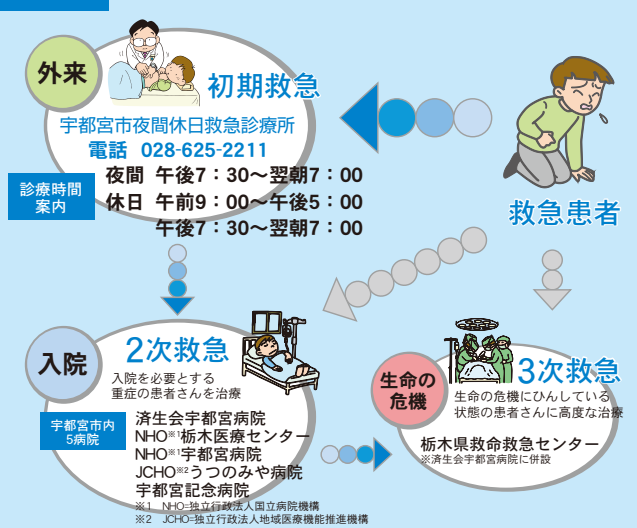 外来
初期救急
宇都宮市夜間休日救急診療所
電話 028-625-2211
診療時間
案内
夜間 午後7：30～翌朝7：00
休日 午前9：00～午後5：00
午後7：30～翌朝7：00
救急患者
入院
2次救急
入院を必要とする
重症の患者さんを治療
宇都宮市内
5病院
済生会宇都宮病院
NHO※1栃木医療センター
NHO※1宇都宮病院
JCHO※2うつのみや病院
宇都宮記念病院
※1 NHO=独立行政法人国立病院機構
※2 JCHO=独立行政法人地域医療機能推進機構
生命の
危機
3次救急
生命の危機にひんしている
状態の患者さんに高度な治療
栃木県救命救急センター
※済生会宇都宮病院に併設